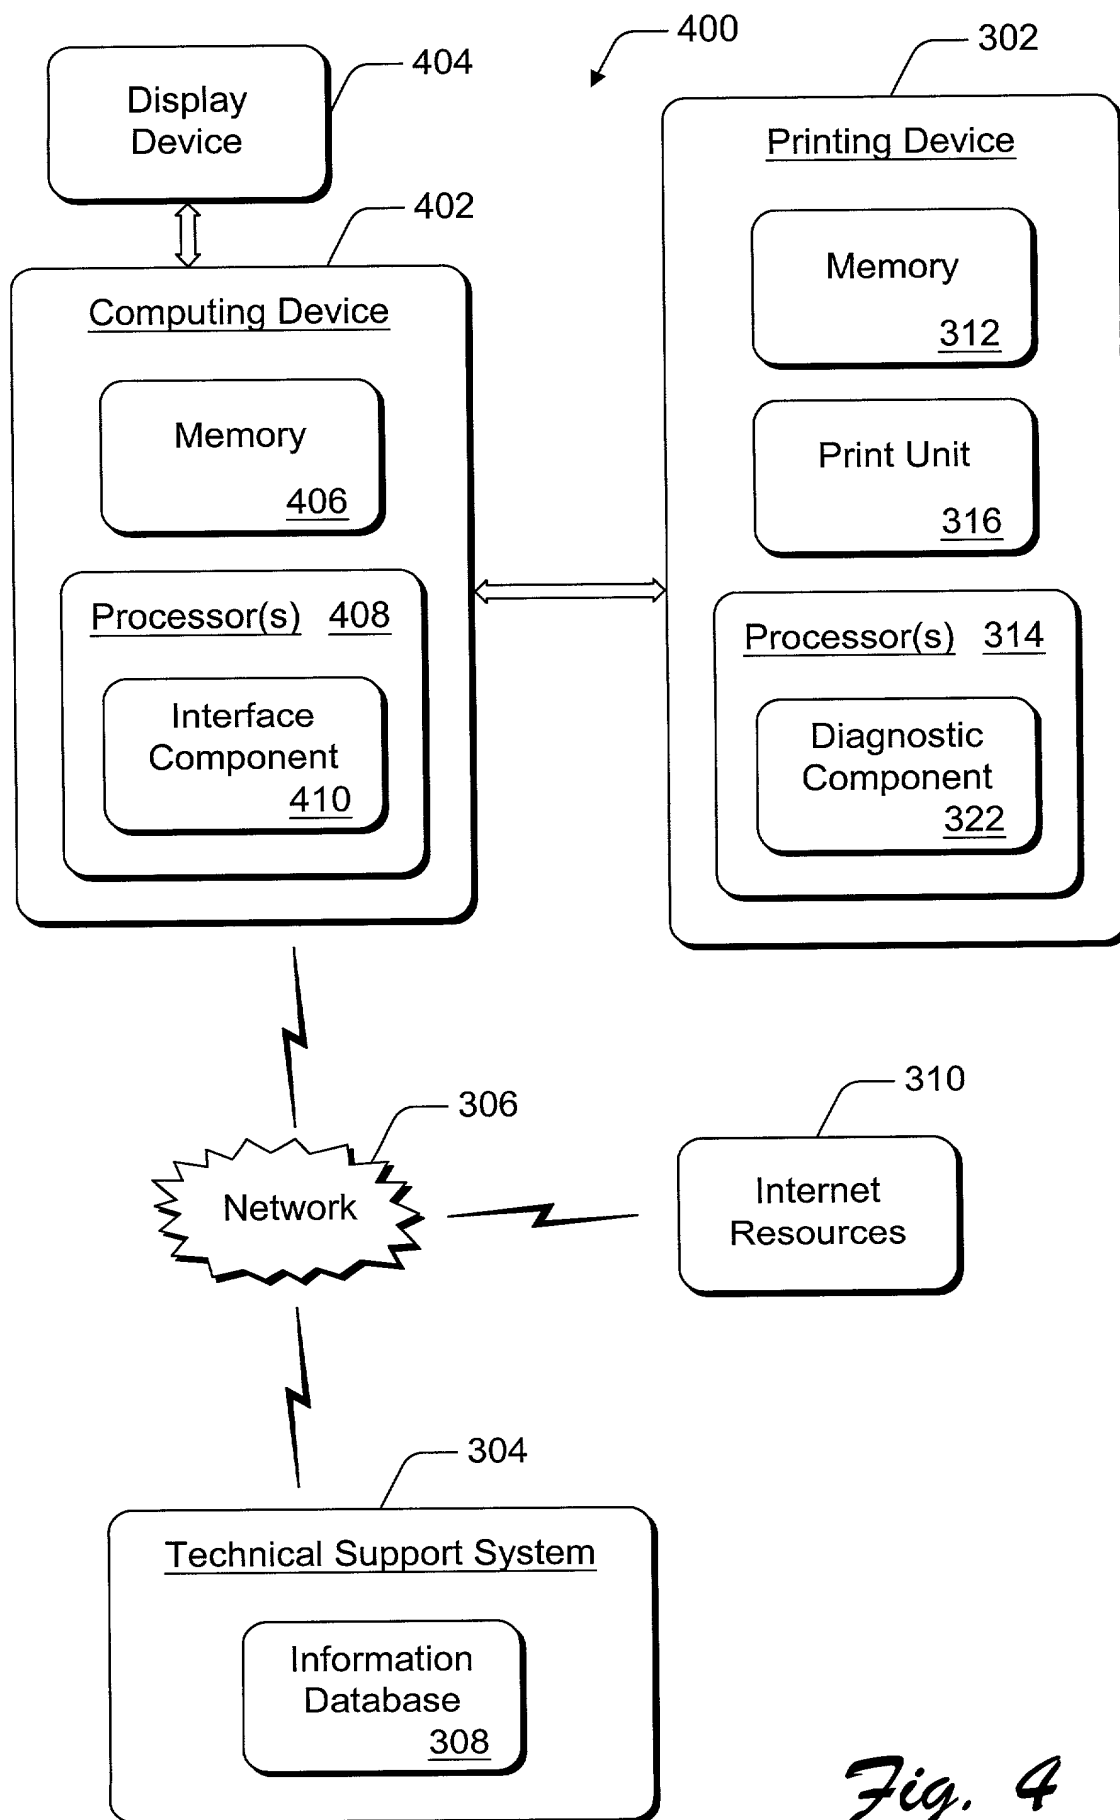 400
404
Display
Device
402
Computing Device
Memory
406
Processor(s) 408
Interface
Component
410
302
Printing Device
Memory
312
Print Unit
316
Processor(s) 314
Diagnostic
Component
322
306
Network
310
Internet
Resources
304
Technical Support System
Information
Database
308
Fig. 4